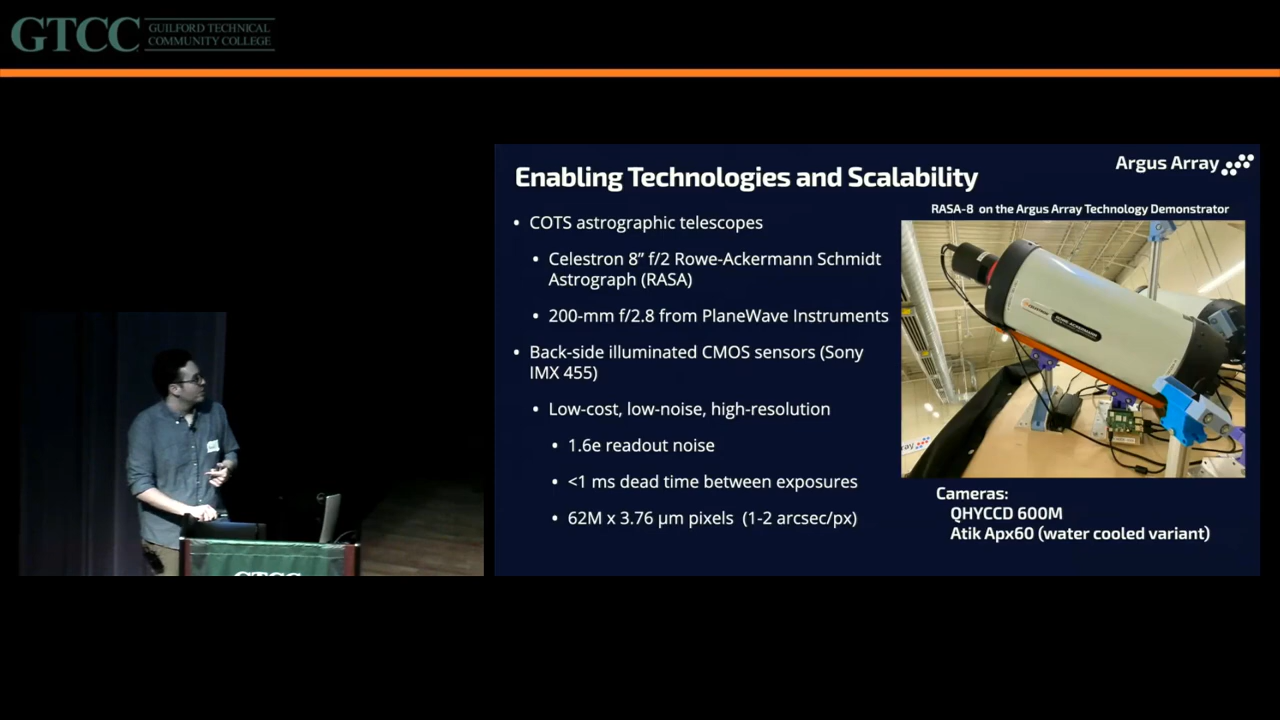 GTCC
GUILFORD TECHNICAL
COMMUNITY COLLEGE
Enabling Technologies and Scalability
Argus Array
• COTS astrographic telescopes
• Celestron 8” f/2 Rowe-Ackermann Schmidt
Astrograph (RASA)
• 200-mm f/2.8 from PlaneWave Instruments
• Back-side illuminated CMOS sensors (Sony
IMX 455)
• Low-cost, low-noise, high-resolution
• 1.6e readout noise
• <1 ms dead time between exposures
• 62M x 3.76 μm pixels (1-2 arcsec/px)
RASA-8 on the Argus Array Technology Demonstrator
Cameras:
QHYCCD 600M
Atik Apx60 (water cooled variant)
GTCC